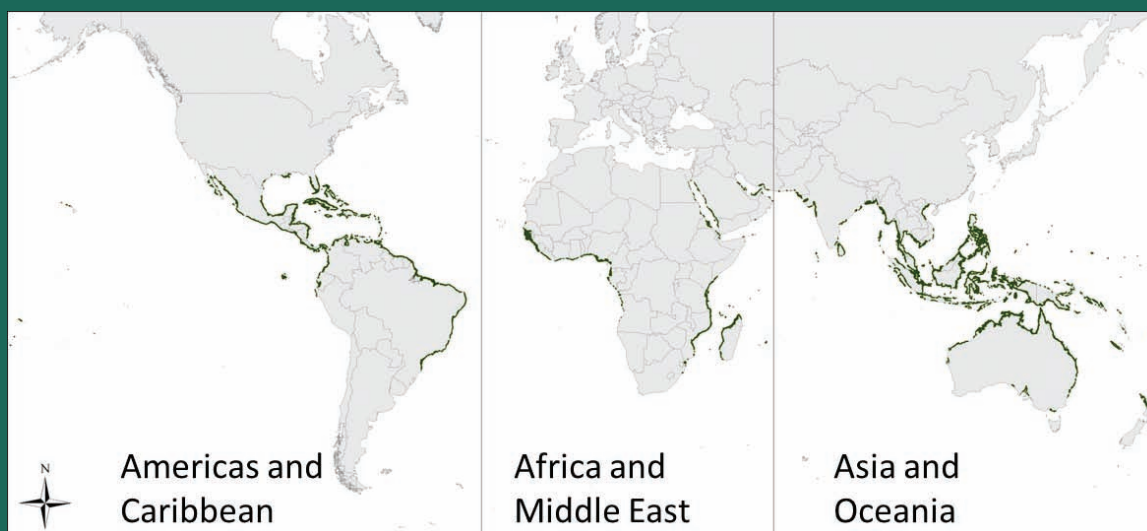 N
Americas and
Caribbean
Africa and
Middle East
Asia and
Oceania